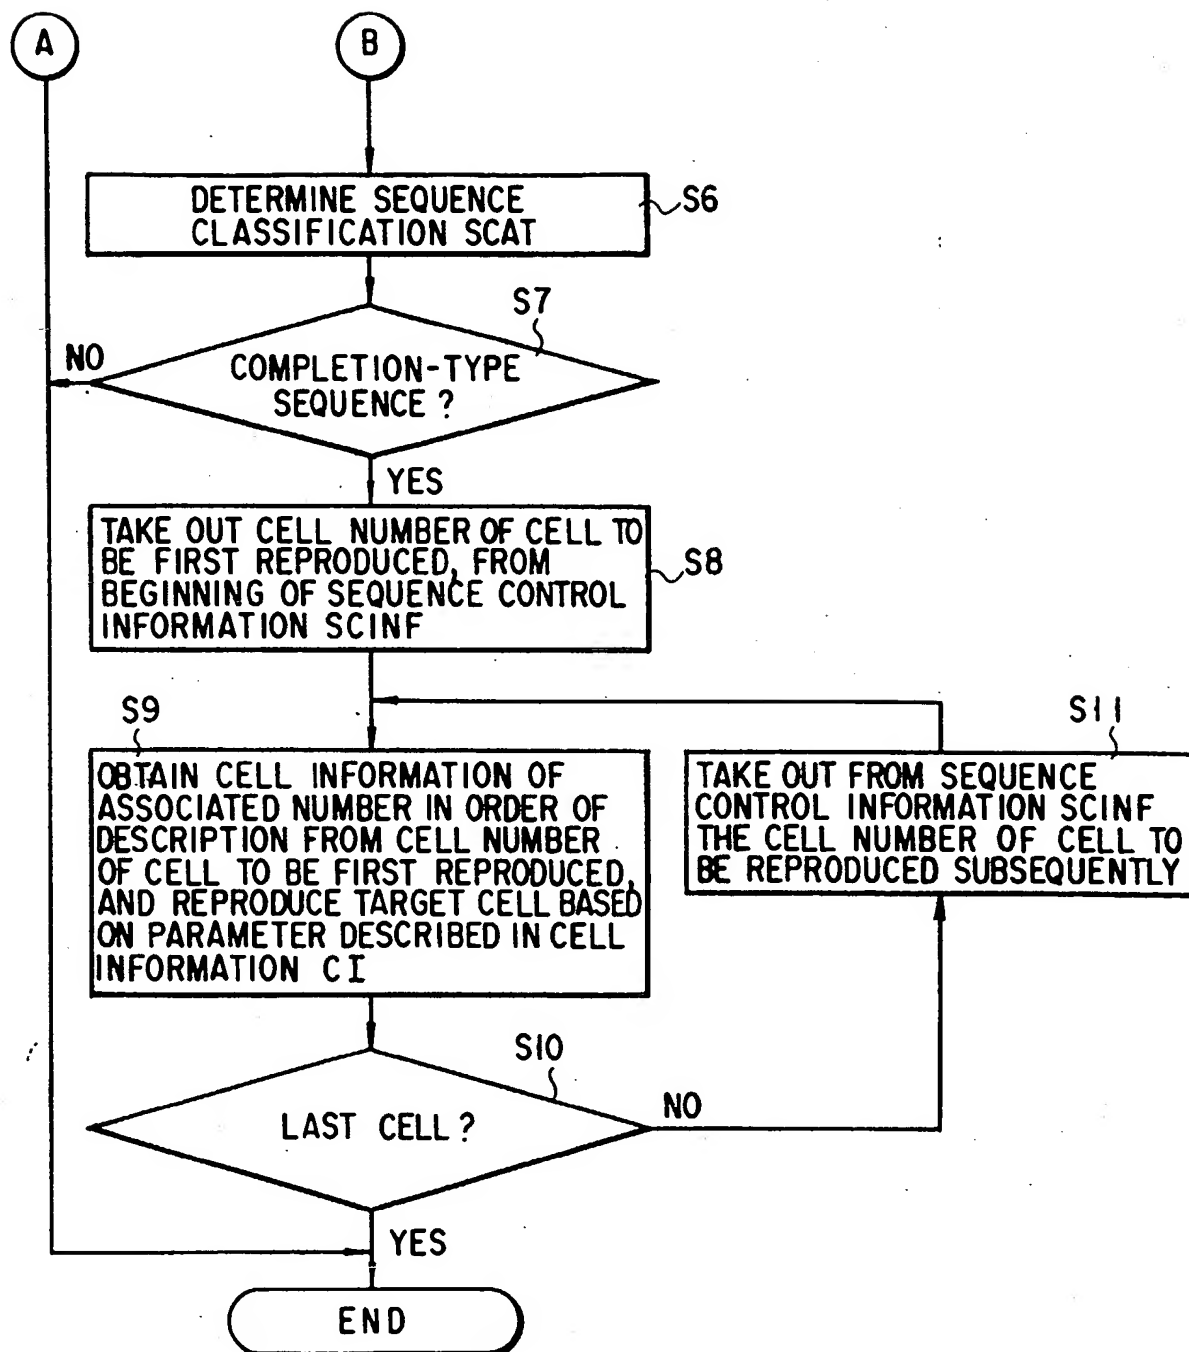 A
B
DETERMINE SEQUENCE
CLASSIFICATION SCAT
S6
S7
NO
COMPLETION-TYPE
SEQUENCE ?
YES
TAKE OUT CELL NUMBER OF CELL TO
BE FIRST REPRODUCED, FROM
BEGINNING OF SEQUENCE CONTROL
INFORMATION SCINF
S8
S9
OBTAIN CELL INFORMATION OF
ASSOCIATED NUMBER IN ORDER OF
DESCRIPTION FROM CELL NUMBER
OF CELL TO BE FIRST REPRODUCED,
AND REPRODUCE TARGET CELL BASED
ON PARAMETER DESCRIBED IN CELL
INFORMATION CI
S11
TAKE OUT FROM SEQUENCE
CONTROL INFORMATION SCINF
THE CELL NUMBER OF CELL TO
BE REPRODUCED SUBSEQUENTLY
S10
LAST CELL ?
NO
YES
END